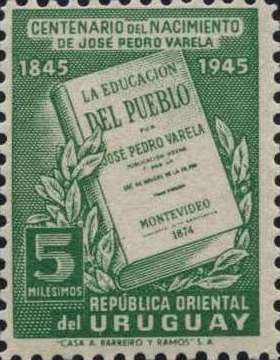 CENTENARIO DEL NACIMIENTO
DE JOSÉ PEDRO VARELA
1845 1945
LA EDUCACION
DEL PUEBLO
POR
JOSÉ PEDRO VARELA
MONTEVIDEO
1874
5
MILESIMOS
REPÚBLICA ORIENTAL
del URUGUAY
"CASA A. BARREIRO Y RAMOS" S. A.